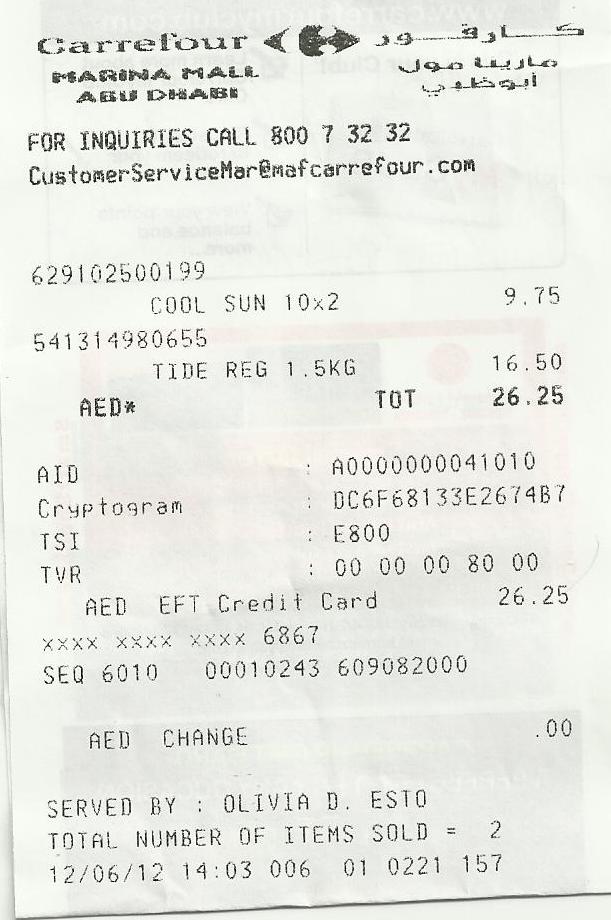 Carrefour كارفور
MARINA MALL مارينا مول
ABU DHABI أبوظبي
FOR INQUIRIES CALL 800 7 32 32
CustomerServiceMar@mafcarrefour.com
629102500199
COOL SUN 10x2 9.75
541314980655
TIDE REG 1.5KG 16.50
AED* TOT 26.25
AID : A0000000041010
Cryptogram : DC6F68133E2674B7
TSI : E800
TVR : 00 00 00 80 00
AED EFT Credit Card 26.25
xxxx xxxx xxxx 6867
SEQ 6010 00010243 609082000
AED CHANGE .00
SERVED BY : OLIVIA D. ESTO
TOTAL NUMBER OF ITEMS SOLD = 2
12/06/12 14:03 006 01 0221 157